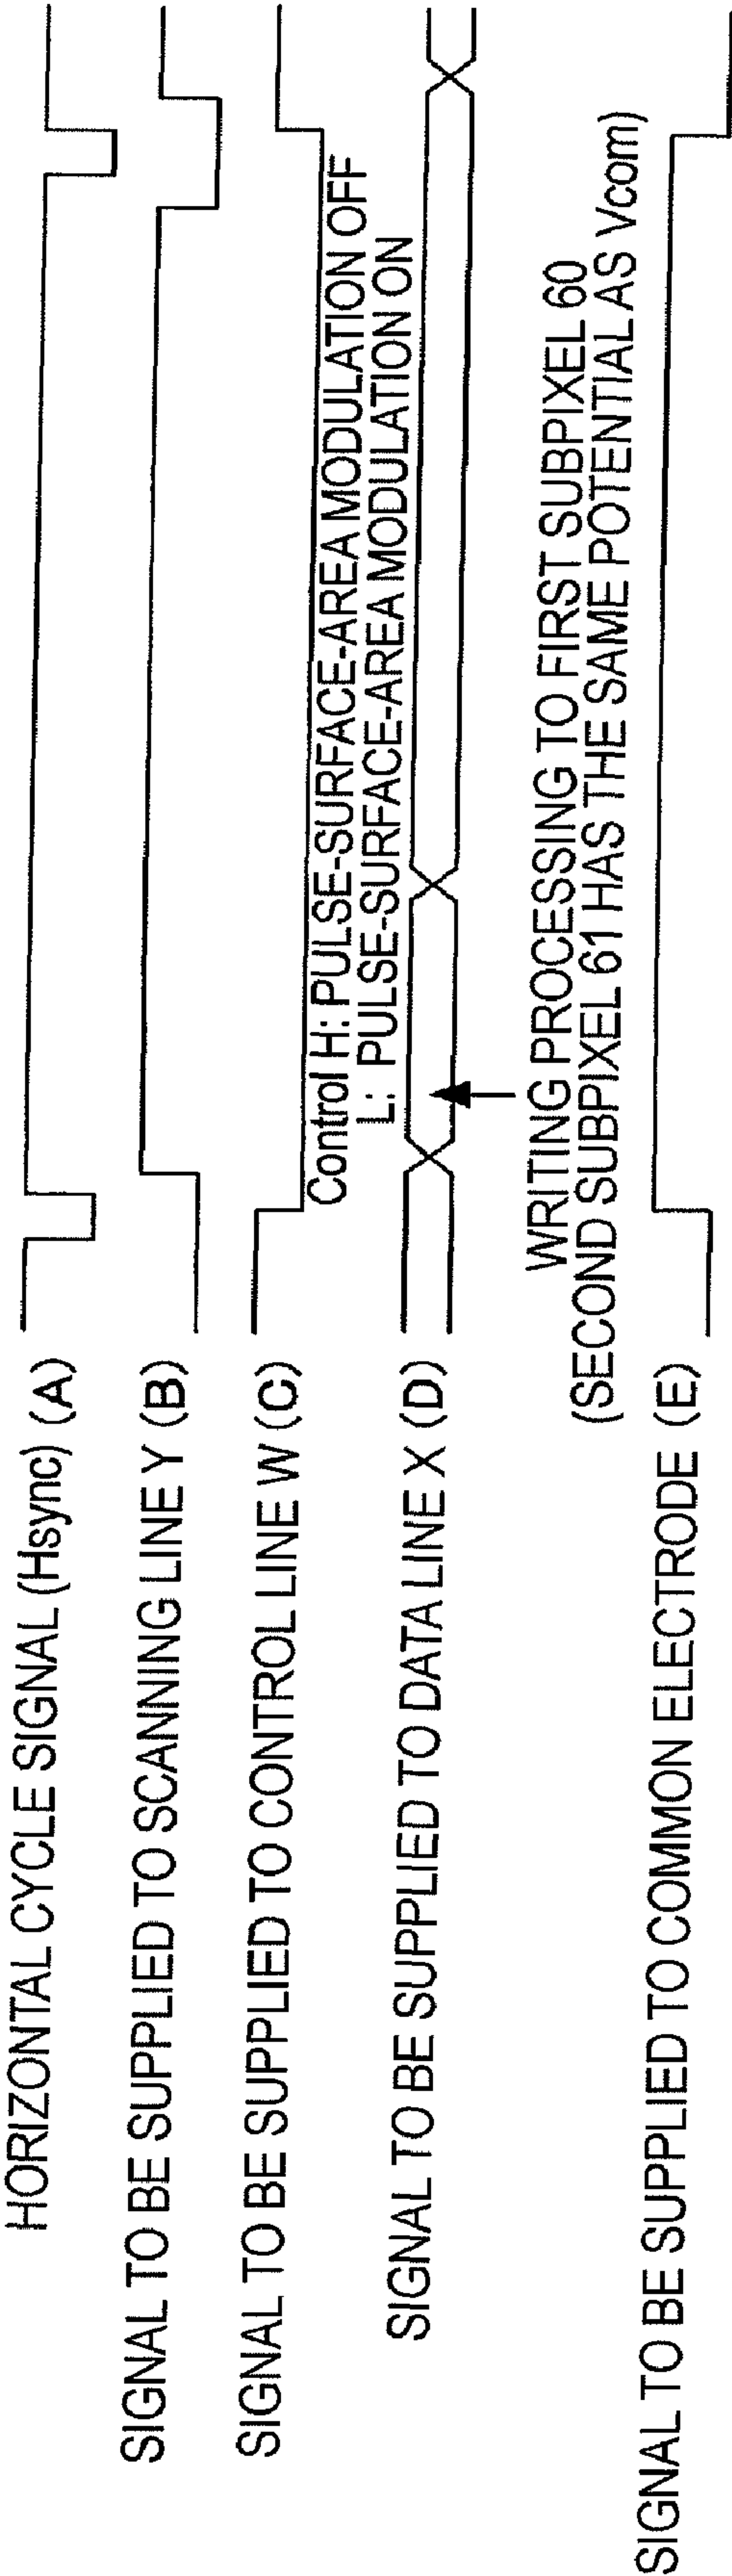 HORIZONTAL CYCLE SIGNAL (Hsync) (A)
SIGNAL TO BE SUPPLIED TO SCANNING LINE Y (B)
SIGNAL TO BE SUPPLIED TO CONTROL LINE W (C)
Control H: PULSE-SURFACE-AREA MODULATION OFF
L: PULSE-SURFACE-AREA MODULATION ON
SIGNAL TO BE SUPPLIED TO DATA LINE X (D)
WRITING PROCESSING TO FIRST SUBPIXEL 60
(SECOND SUBPIXEL 61 HAS THE SAME POTENTIAL AS Vcom)
SIGNAL TO BE SUPPLIED TO COMMON ELECTRODE (E)